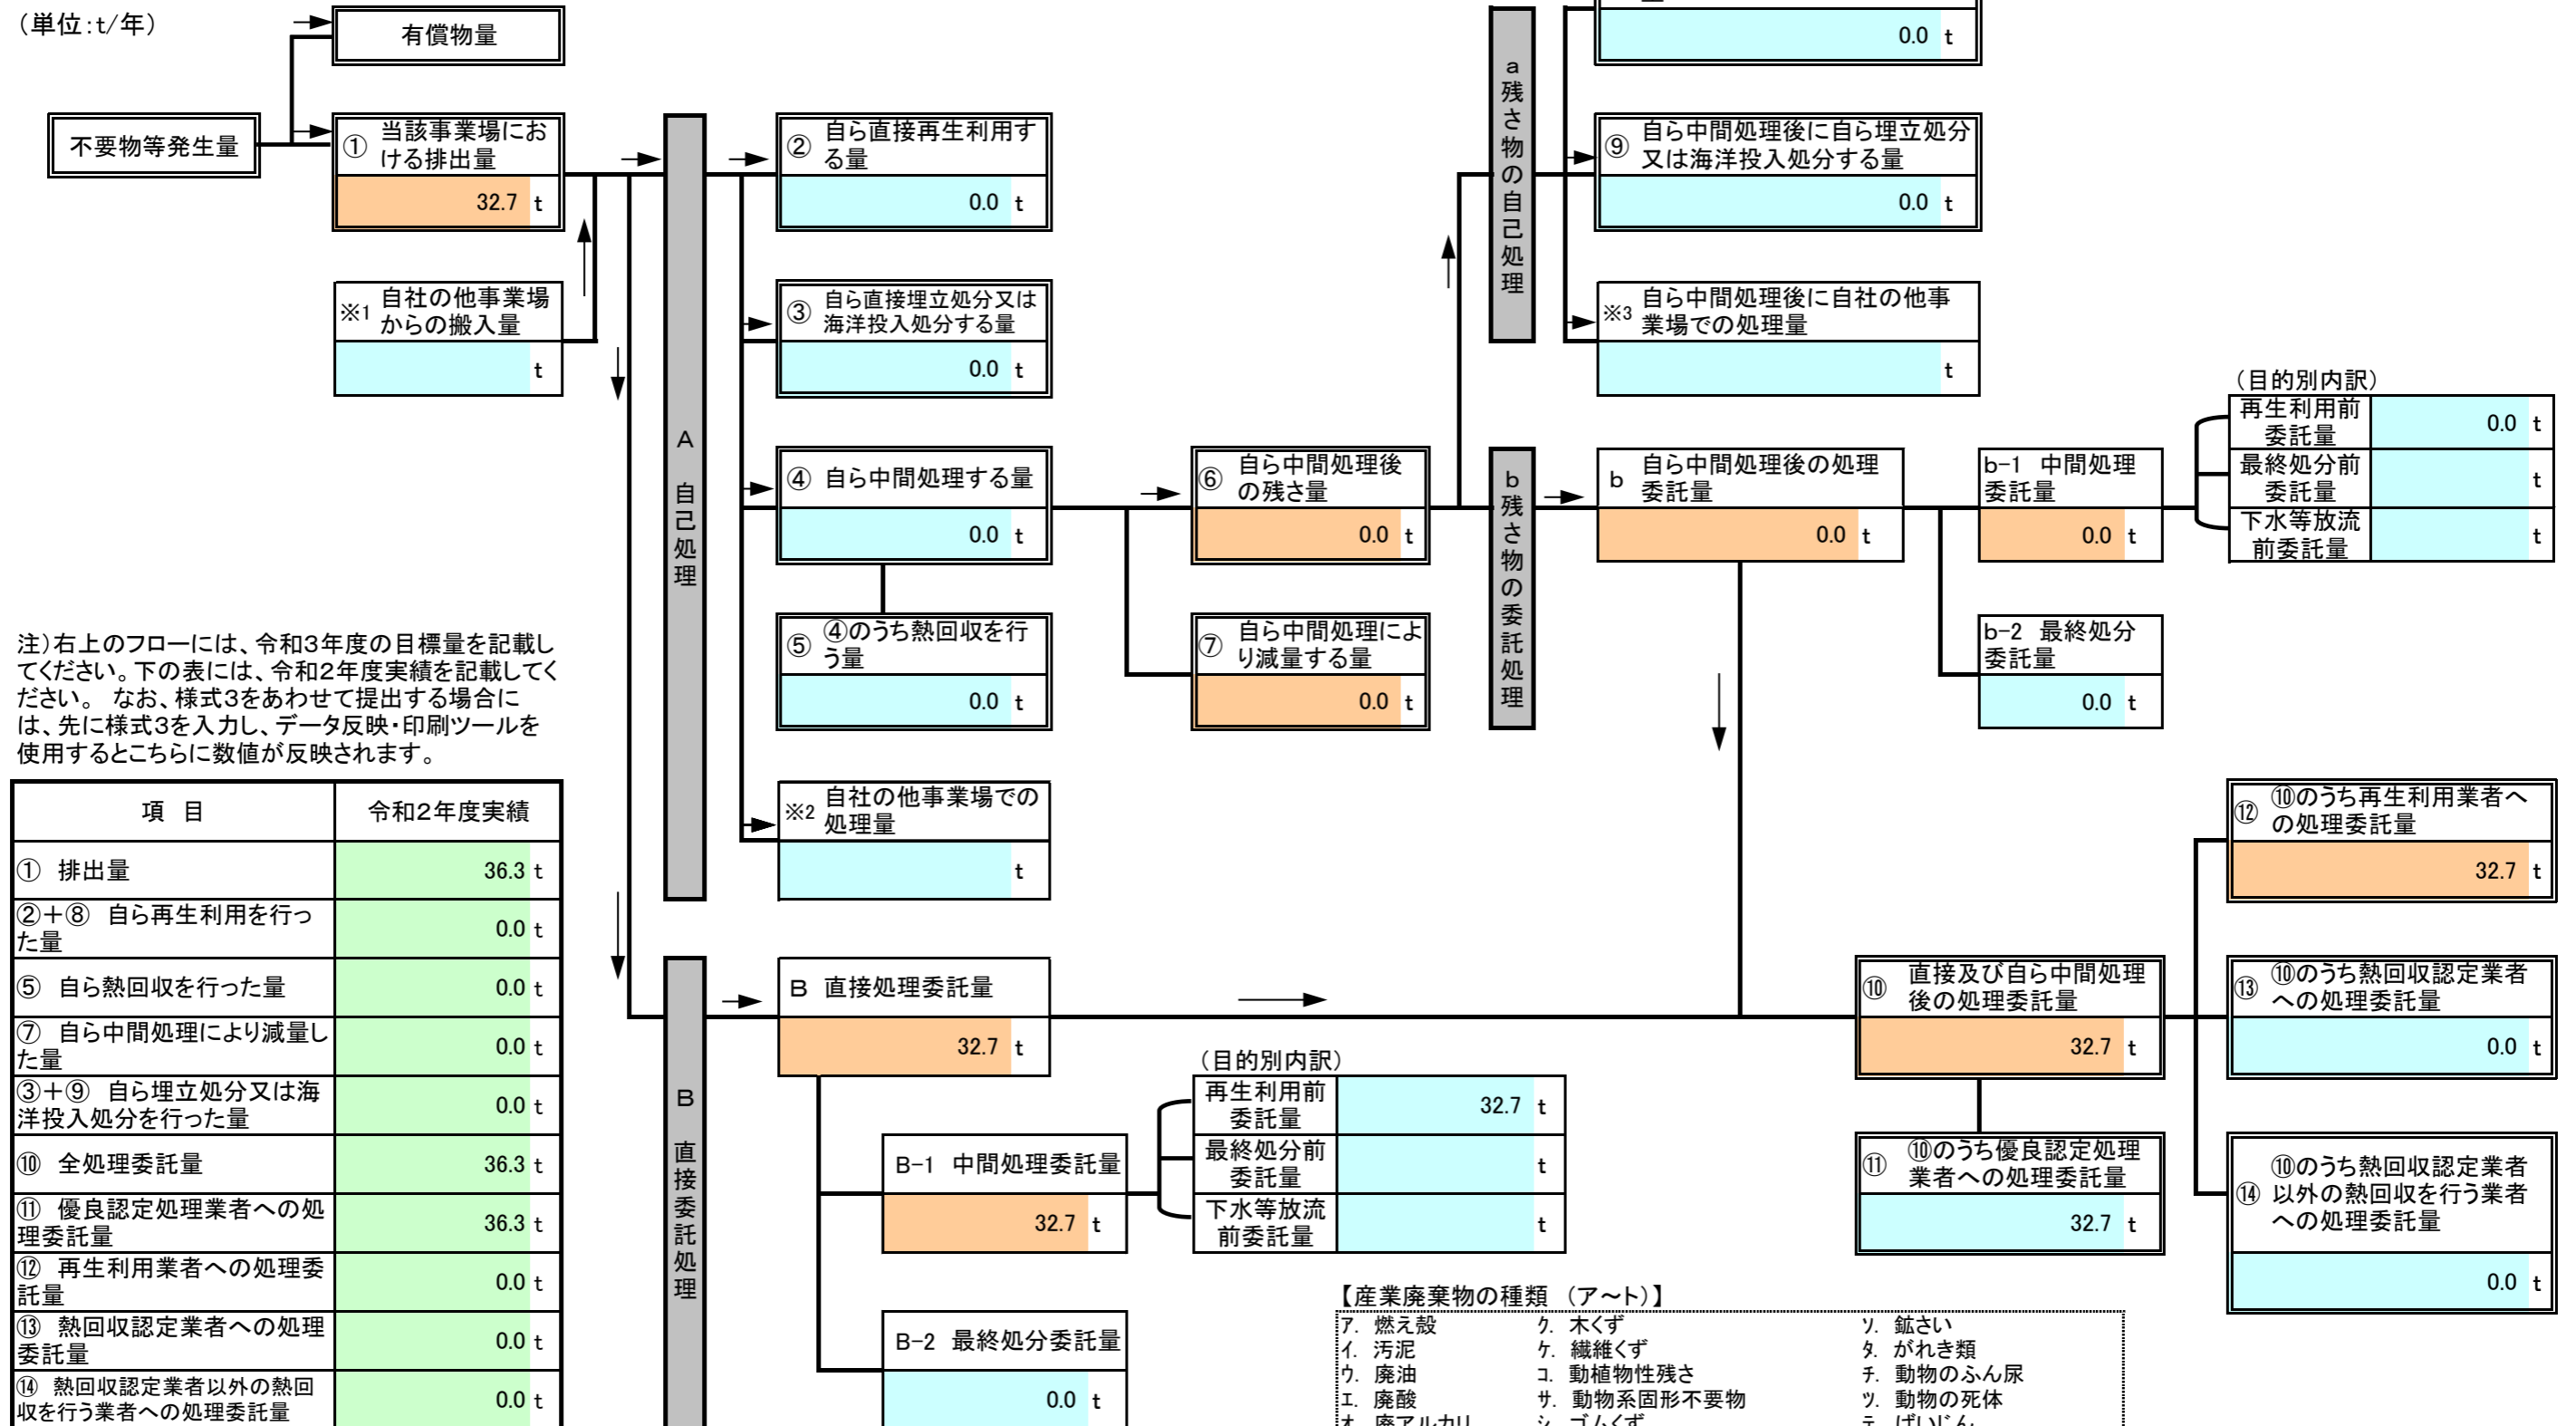 （単位：t/年）
有償物量
不要物等発生量
① 当該事業場にお
ける排出量
32.7 t
※1 自社の他事業場
からの搬入量
t
A 自己処理
② 自ら直接再生利用す
る量
0.0 t
③ 自ら直接埋立処分又は
海洋投入処分する量
0.0 t
④ 自ら中間処理する量
0.0 t
⑤ ④のうち熱回収を行
う量
0.0 t
※2 自社の他事業場での
処理量
t
⑥ 自ら中間処理後
の残さ量
0.0 t
⑦ 自ら中間処理によ
り減量する量
0.0 t
a 残さ物の自己処理
0.0 t
⑨ 自ら中間処理後に自ら埋立処分
又は海洋投入処分する量
0.0 t
※3 自ら中間処理後に自社の他事
業場での処理量
t
b 残さ物の委託処理
b 自ら中間処理後の処理
委託量
0.0 t
b-1 中間処理
委託量
0.0 t
b-2 最終処分
委託量
0.0 t
（目的別内訳）
再生利用前
委託量
0.0 t
最終処分前
委託量
t
下水等放流
前委託量
t
注）右上のフローには、令和３年度の目標量を記載し
てください。下の表には、令和２年度実績を記載してく
ださい。 なお、様式３をあわせて提出する場合に
は、先に様式３を入力し、データ反映・印刷ツールを
使用するとこちらに数値が反映されます。
項 目 令和２年度実績
① 排出量 36.3 t
②＋⑧ 自ら再生利用を行っ
た量
0.0 t
⑤ 自ら熱回収を行った量 0.0 t
⑦ 自ら中間処理により減量し
た量
0.0 t
③＋⑨ 自ら埋立処分又は海
洋投入処分を行った量
0.0 t
⑩ 全処理委託量 36.3 t
⑪ 優良認定処理業者への処
理委託量
36.3 t
⑫ 再生利用業者への処理委
託量
0.0 t
⑬ 熱回収認定業者への処理
委託量
0.0 t
⑭ 熱回収認定業者以外の熱回
収を行う業者への処理委託量
0.0 t
B 直接委託処理
B 直接処理委託量
32.7 t
B-1 中間処理委託量
32.7 t
B-2 最終処分委託量
0.0 t
（目的別内訳）
再生利用前
委託量
32.7 t
最終処分前
委託量
t
下水等放流
前委託量
t
⑩ 直接及び自ら中間処理
後の処理委託量
32.7 t
⑪ ⑩のうち優良認定処理
業者への処理委託量
32.7 t
⑫ ⑩のうち再生利用業者へ
の処理委託量
32.7 t
⑬ ⑩のうち熱回収認定業者
への処理委託量
0.0 t
⑭ ⑩のうち熱回収認定業者
以外の熱回収を行う業者
への処理委託量
0.0 t
【産業廃棄物の種類 （ア～ト）】
ｱ. 燃え殻 ｸ. 木くず ｿ. 鉱さい
ｲ. 汚泥 ｹ. 繊維くず ﾀ. がれき類
ｳ. 廃油 ｺ. 動植物性残さ ﾁ. 動物のふん尿
ｴ. 廃酸 ｻ. 動物系固形不要物 ﾂ. 動物の死体
ｵ. 廃アルカリ ｼ. ゴムくず ﾃ. ばいじん